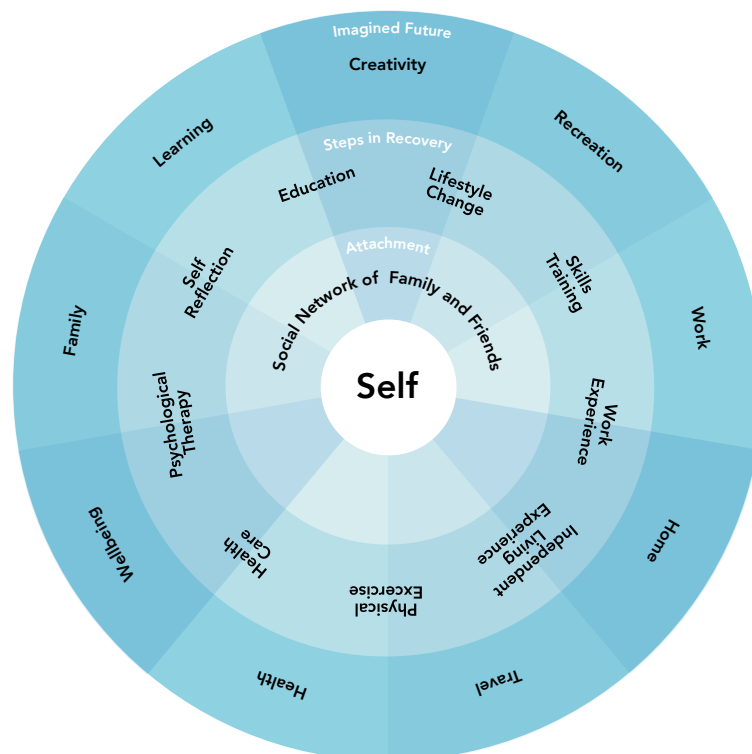 Imagined Future
Creativity
Recreation
Work
Home
Travel
Health
Wellbeing
Family
Learning
Steps in Recovery
Education
Lifestyle
Change
Skills
Training
Work
Experience
Independent
Living
Experience
Physical
Excercise
Health
Care
Psychological
Therapy
Self
Reflection
Attachment
Social Network of Family and Friends
Self